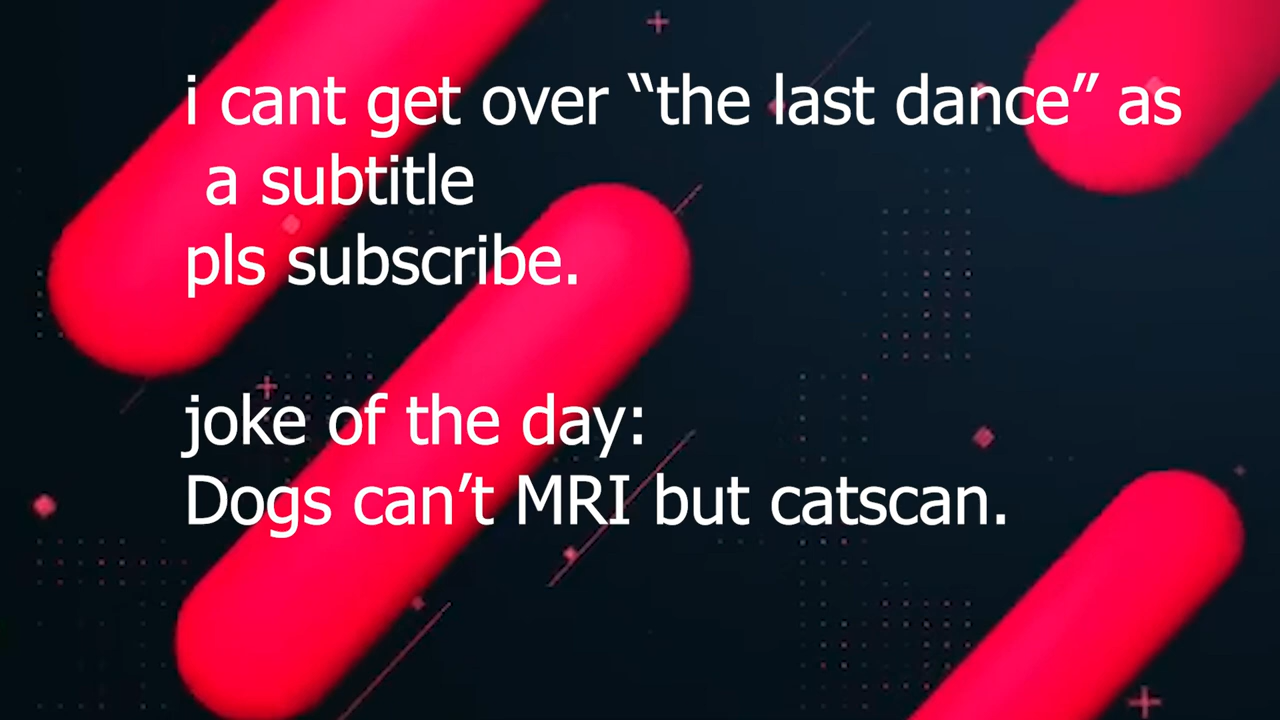 i cant get over “the last dance” as
a subtitle
pls subscribe.
joke of the day:
Dogs can’t MRI but catscan.